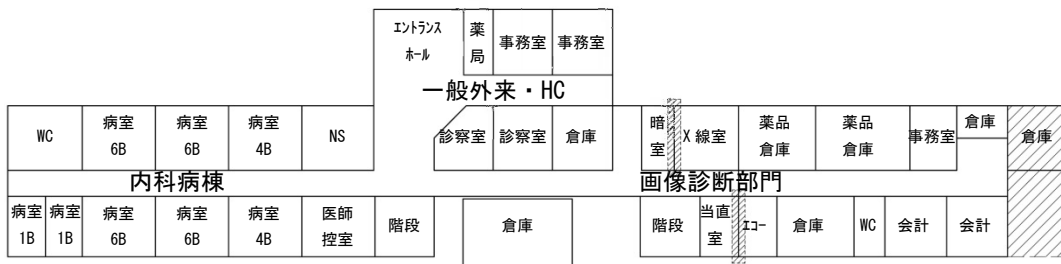 エントランス
ホール
薬
局
事務室
事務室
一般外来・HC
WC
病室
6B
病室
6B
病室
4B
NS
診察室
診察室
倉庫
暗
室
X線室
薬品
倉庫
薬品
倉庫
事務室
倉庫
倉庫
内科病棟
画像診断部門
病室
1B
病室
1B
病室
6B
病室
6B
病室
4B
医師
控室
階段
倉庫
階段
当直
室
エコー
倉庫
WC
会計
会計